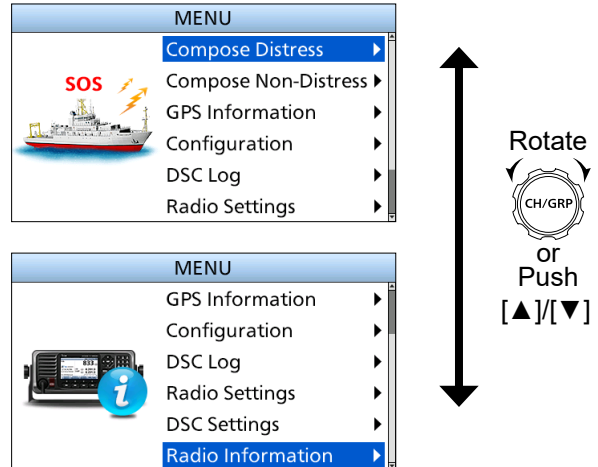 MENU
Compose Distress
SOS
Compose Non-Distress
GPS Information
Configuration
DSC Log
Radio Settings
Rotate
CH/GRP
or
Push
[▲]/[▼]
MENU
GPS Information
Configuration
DSC Log
Radio Settings
DSC Settings
Radio Information